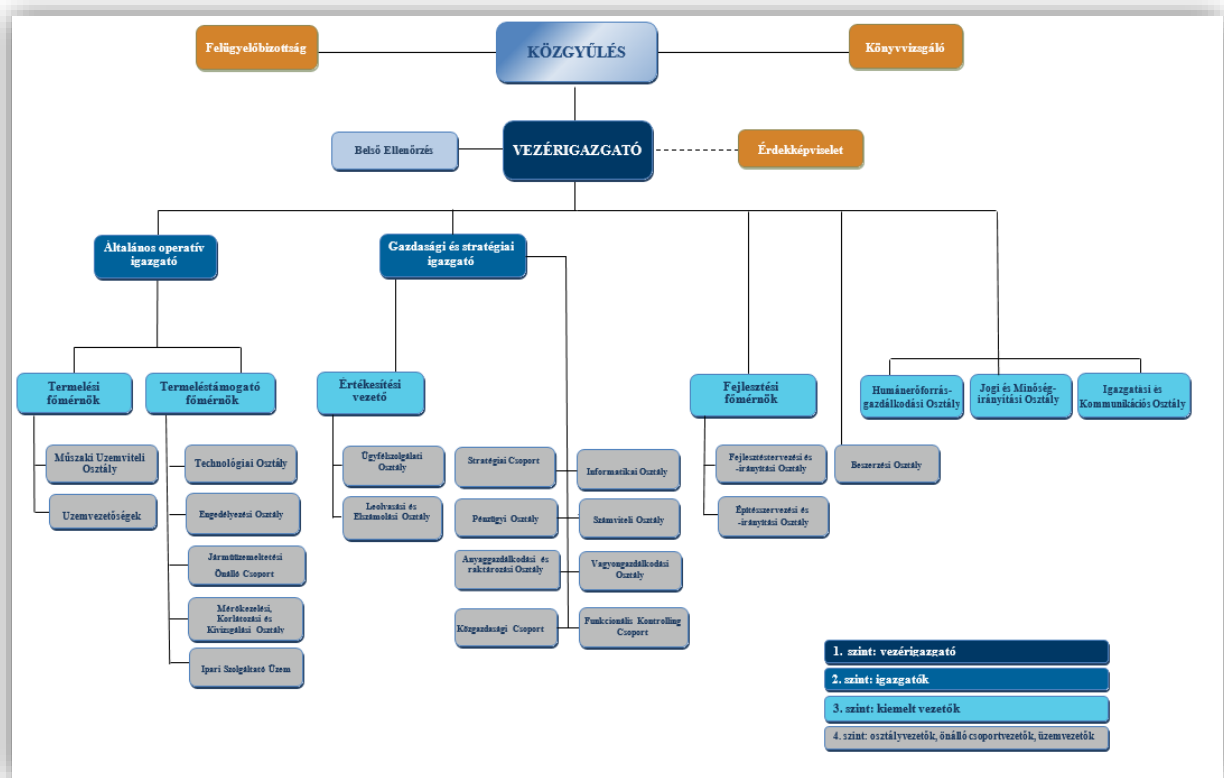 Felügyelőbizottság
KÖZGYŰLÉS
Könyvvizsgáló
Belső Ellenőrzés
VEZÉRIGAZGATÓ
Érdekképviselet
Általános operatív
igazgató
Gazdasági és stratégiai
igazgató
Termelési
főmérnök
Termeléstámogató
főmérnök
Értékesítési
vezető
Fejlesztési
főmérnök
Humánerőforrás-
gazdálkodási Osztály
Jogi és Minőség-
irányítási Osztály
Igazgatási és
Kommunikációs Osztály
Műszaki Üzemviteli
Osztály
Üzemvezetőségek
Technológiai Osztály
Engedélyezési Osztály
Járműüzemeltetési
Önálló Csoport
Mérőkezelési,
Korlátozási és
Kivizsgálási Osztály
Ipari Szolgáltató Üzem
Ügyfélszolgálati
Osztály
Leolvasási és
Elszámolási Osztály
Stratégiai Csoport
Informatikai Osztály
Pénzügyi Osztály
Számviteli Osztály
Anyaggazdálkodási és
raktározási Osztály
Vagyongazdálkodási
Osztály
Közgazdasági Csoport
Funkcionális Kontrolling
Csoport
Fejlesztéstervezési és
-irányítási Osztály
Építésszervezési és
-irányítási Osztály
Beszerzési Osztály
1. szint: vezérigazgató
2. szint: igazgatók
3. szint: kiemelt vezetők
4. szint: osztályvezetők, önálló csoportvezetők, üzemvezetők